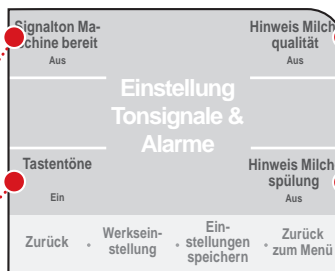 Signalton Ma-
schine bereit
Aus
Hinweis Milch
qualität
Aus
Einstellung
Tonsignale &
Alarme
Tastentöne
Ein
Hinweis Milch
spülung
Aus
Zurück
Werksein-
stellung
Ein-
stellungen
speichern
Zurück
zum Menü